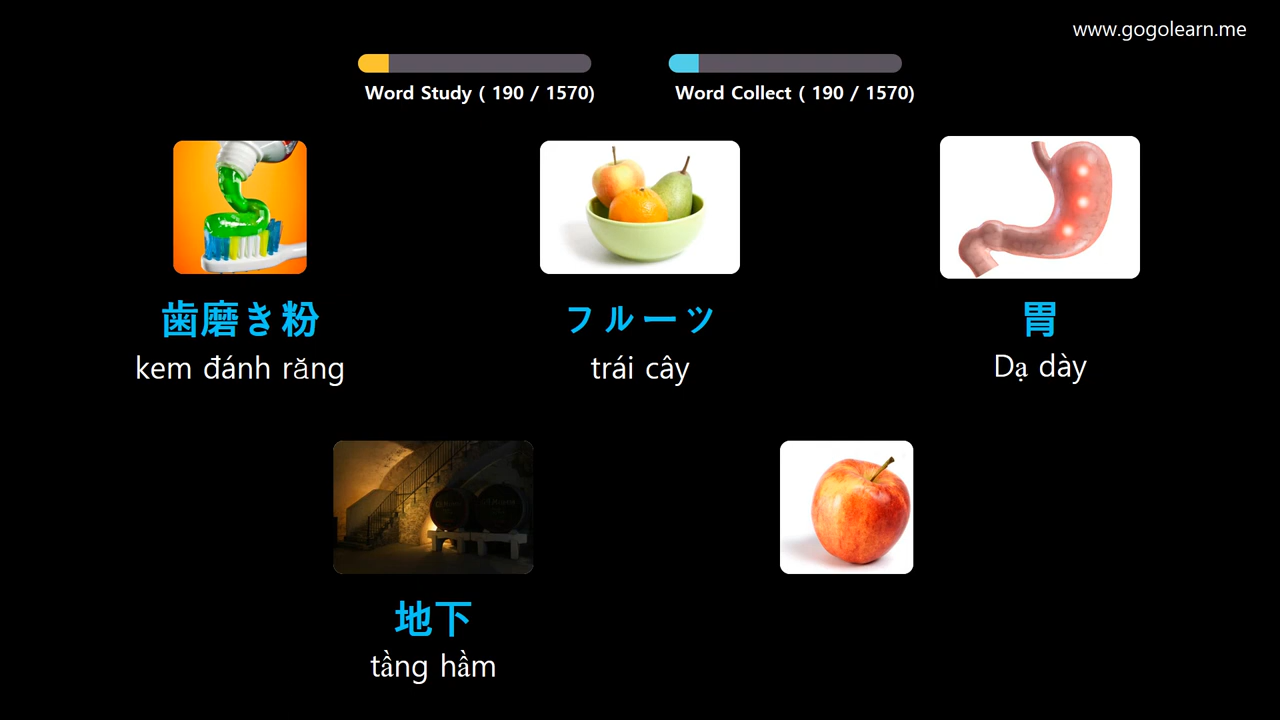 www.gogolearn.me
Word Study ( 190 / 1570)
Word Collect ( 190 / 1570)
歯磨き粉
kem đánh răng
フルーツ
trái cây
胃
Dạ dày
地下
tầng hầm